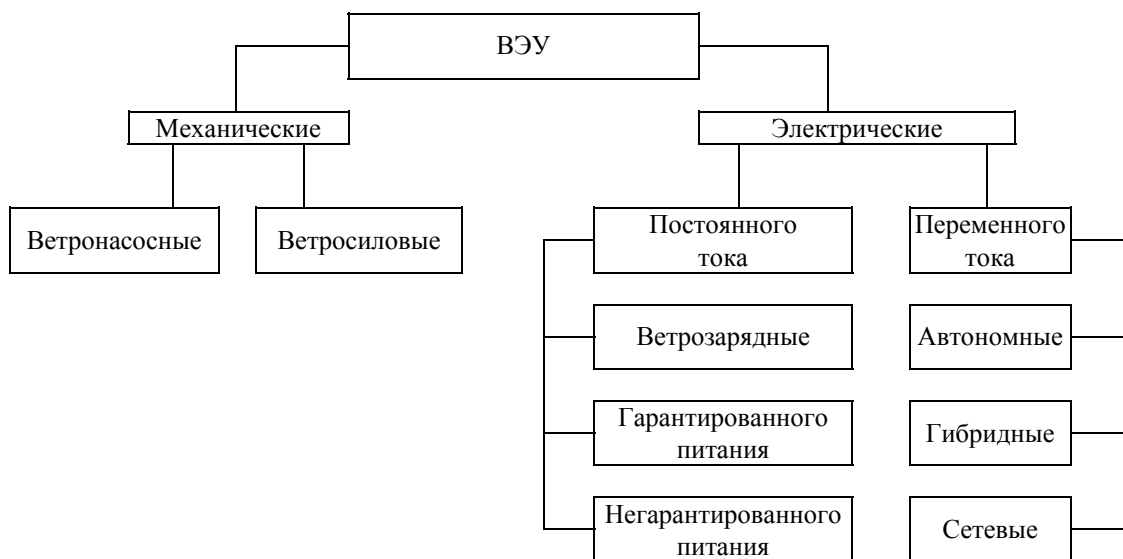 ВЭУ
Механические
Электрические
Ветронасосные
Ветросиловые
Постоянного
тока
Переменного
тока
Ветрозарядные
Автономные
Гарантированного
питания
Гибридные
Негарантированного
питания
Сетевые